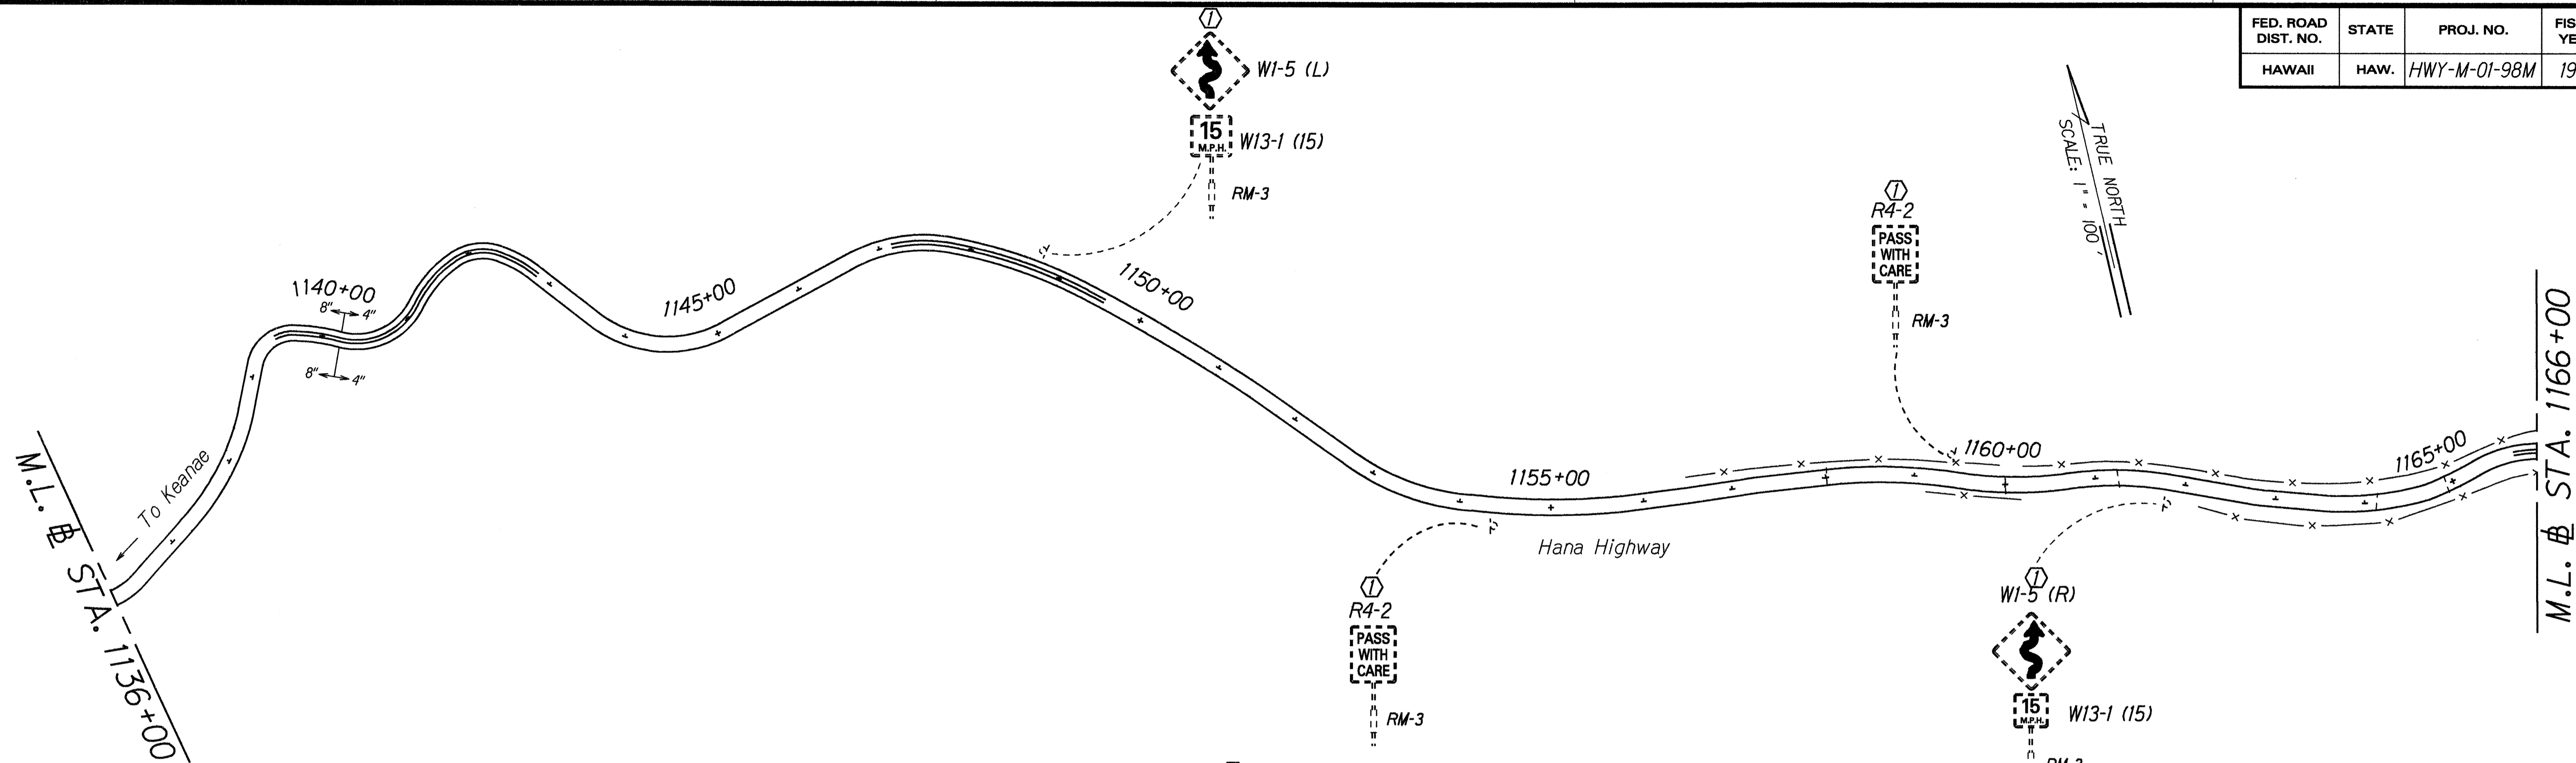 FED. ROAD DIST. NO.
STATE
PROJ. NO.
HAWAII
HAW.
HWY-M-01-98M
1
W1-5 (L)
15
M.P.H.
W13-1 (15)
RM-3
TRUE NORTH
SCALE: 1" = 100'
1
R4-2
PASS
WITH
CARE
RM-3
1140+00
8" 4"
8" 4"
1145+00
1150+00
1155+00
1160+00
1165+00
To Keanae
Hana Highway
M.L. BL STA. 1136+00
M.L. BL STA. 1166+00
1
R4-2
PASS
WITH
CARE
RM-3
1
W1-5 (R)
15
M.P.H.
W13-1 (15)